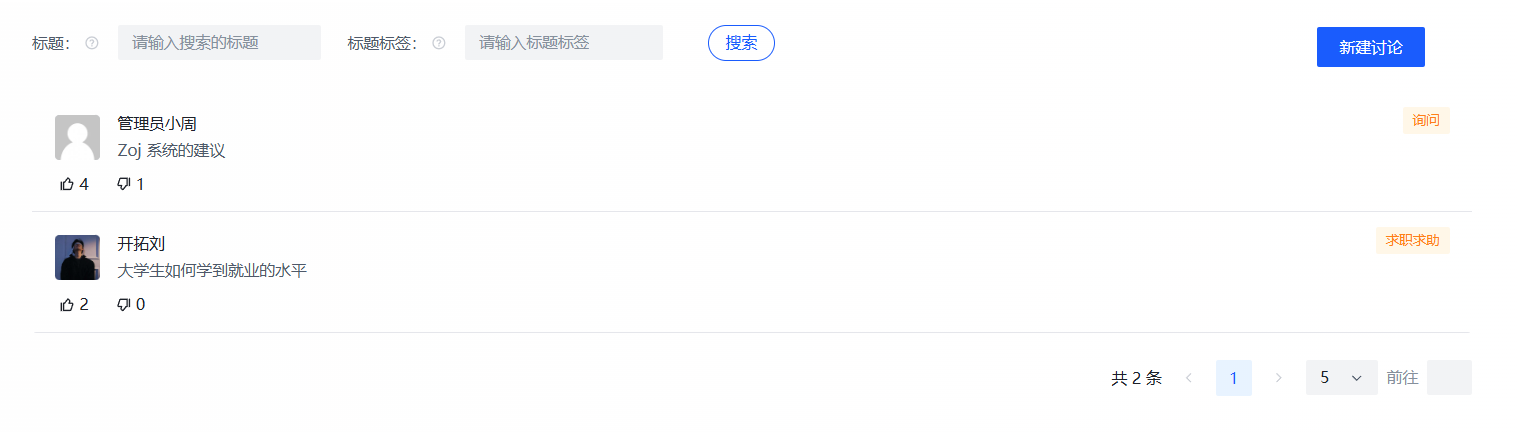 标题： 请输入搜索的标题 标题标签： 请输入标题标签 搜索 新建讨论
管理员小周 询问
Zoj 系统的建议
4 1
开拓刘 求职求助
大学生如何学到就业的水平
2 0
共 2 条 1 5 前往